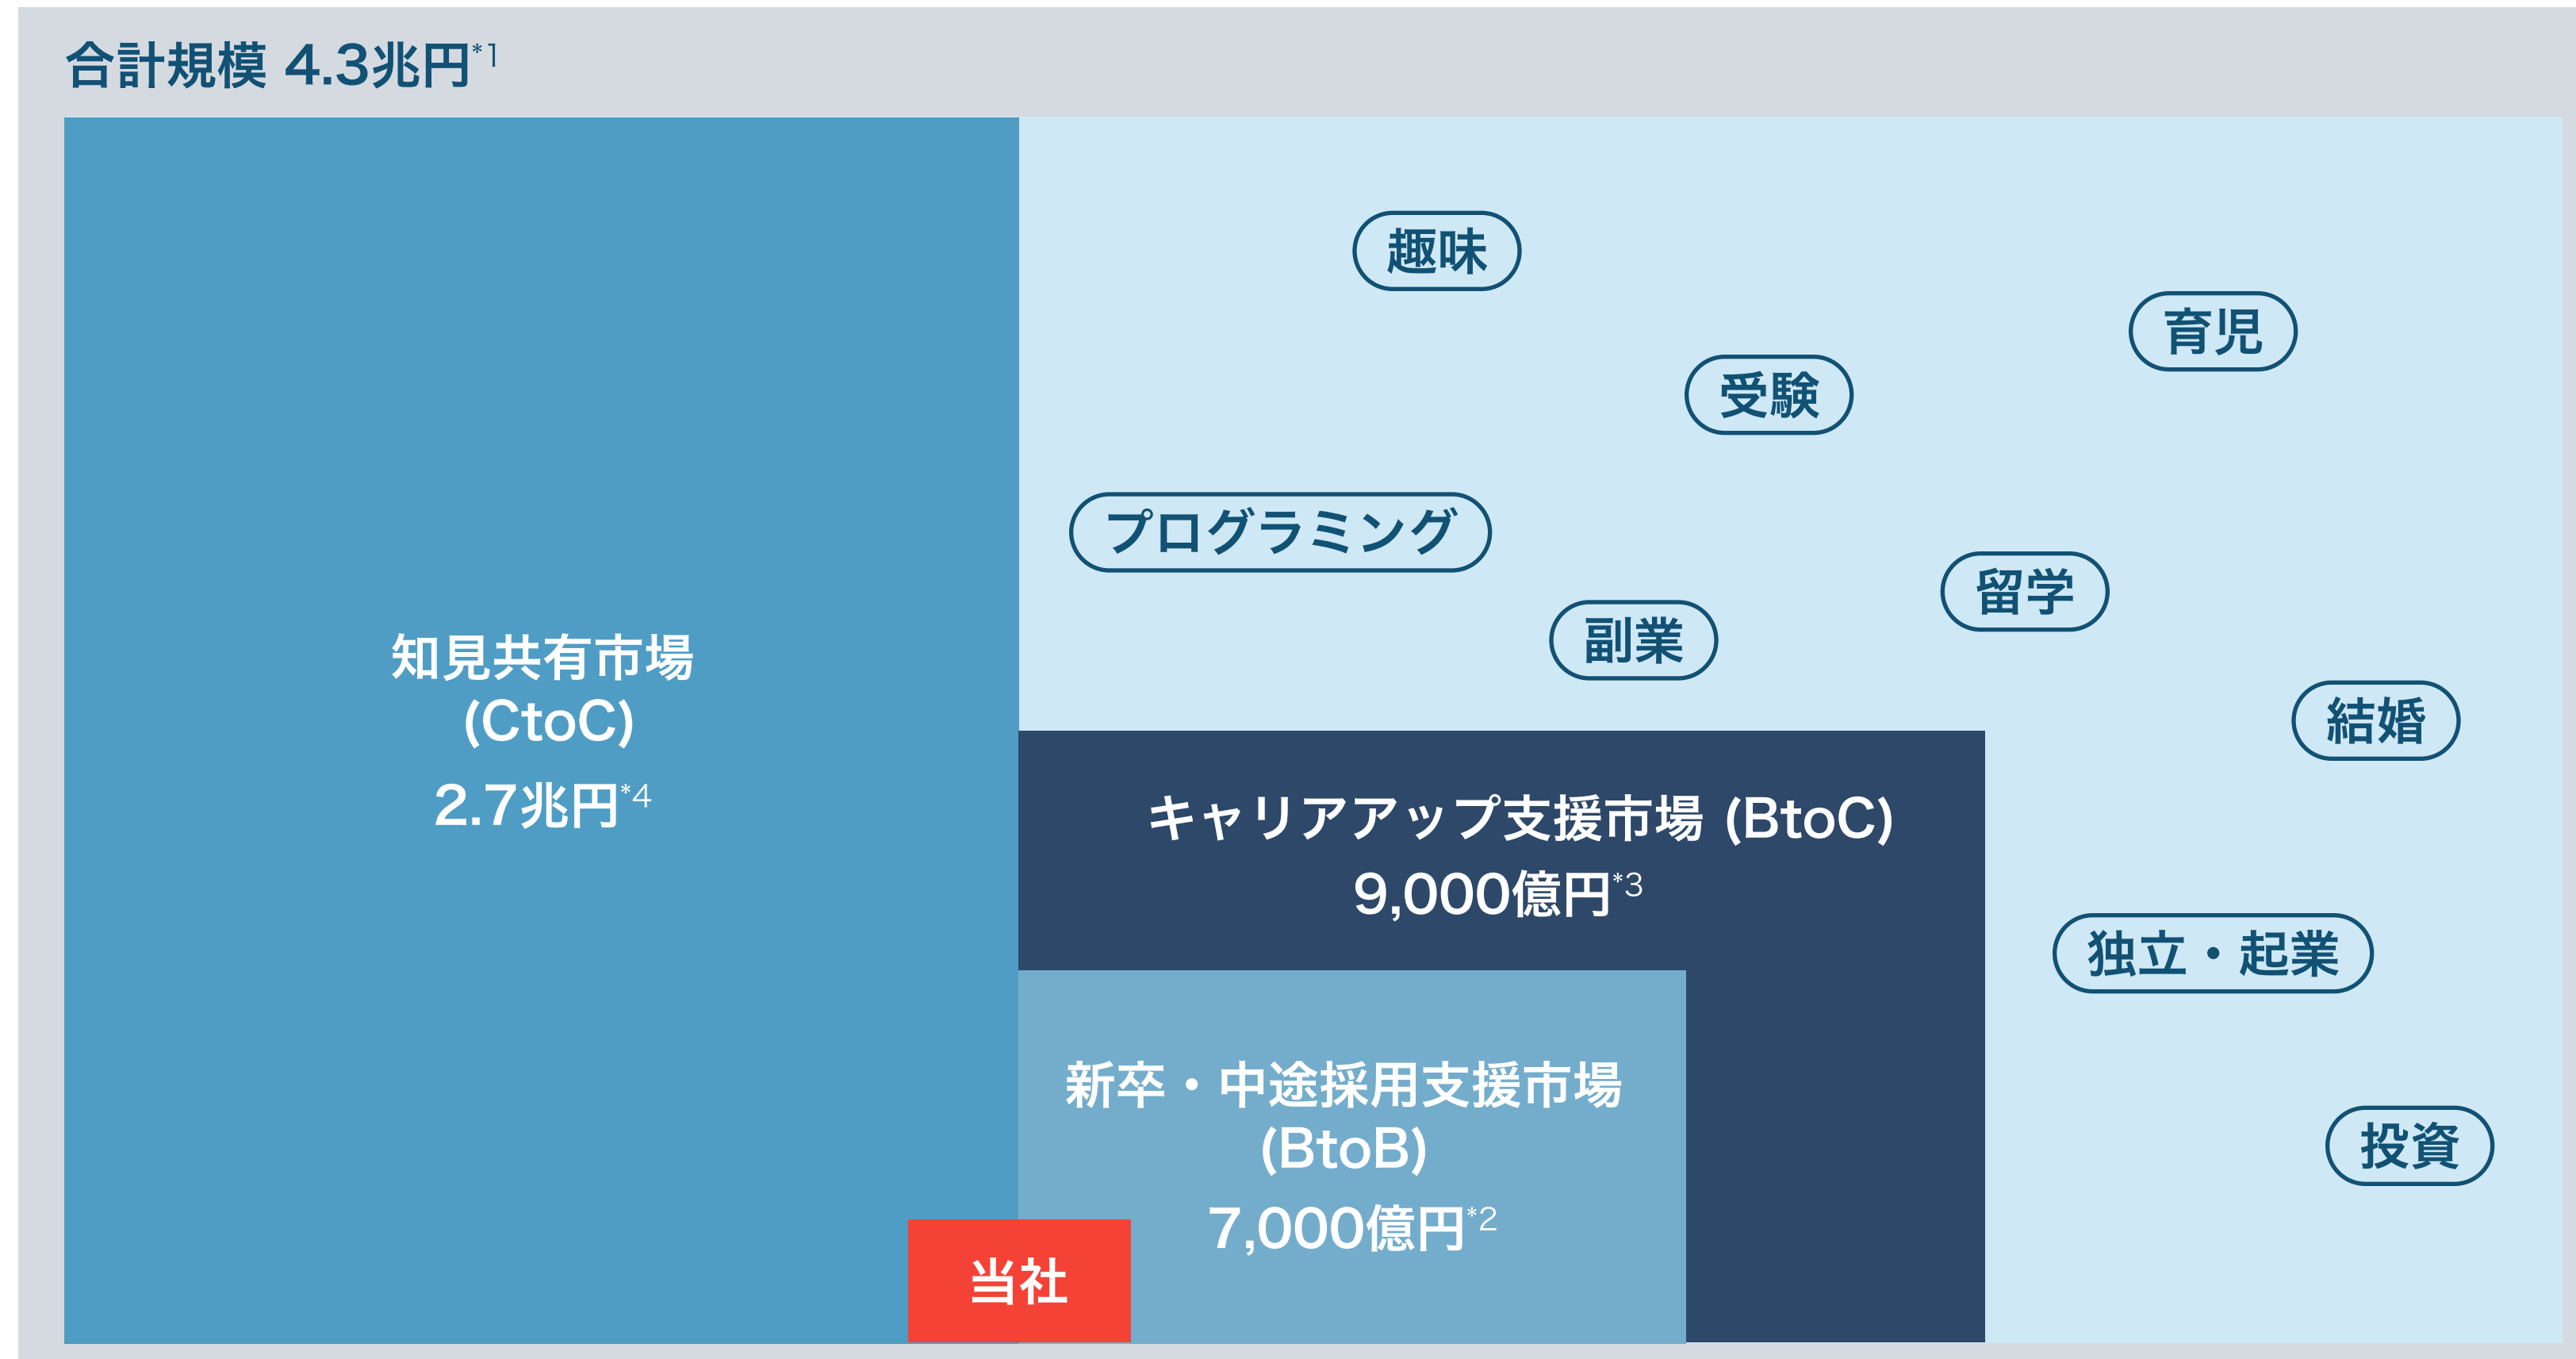 合計規模 4.3兆円*1
趣味
育児
受験
プログラミング
留学
副業
知見共有市場
(CtoC)
2.7兆円*4
結婚
キャリアアップ支援市場 (BtoC)
9,000億円*3
独立・起業
新卒・中途採用支援市場
(BtoB)
7,000億円*2
投資
当社